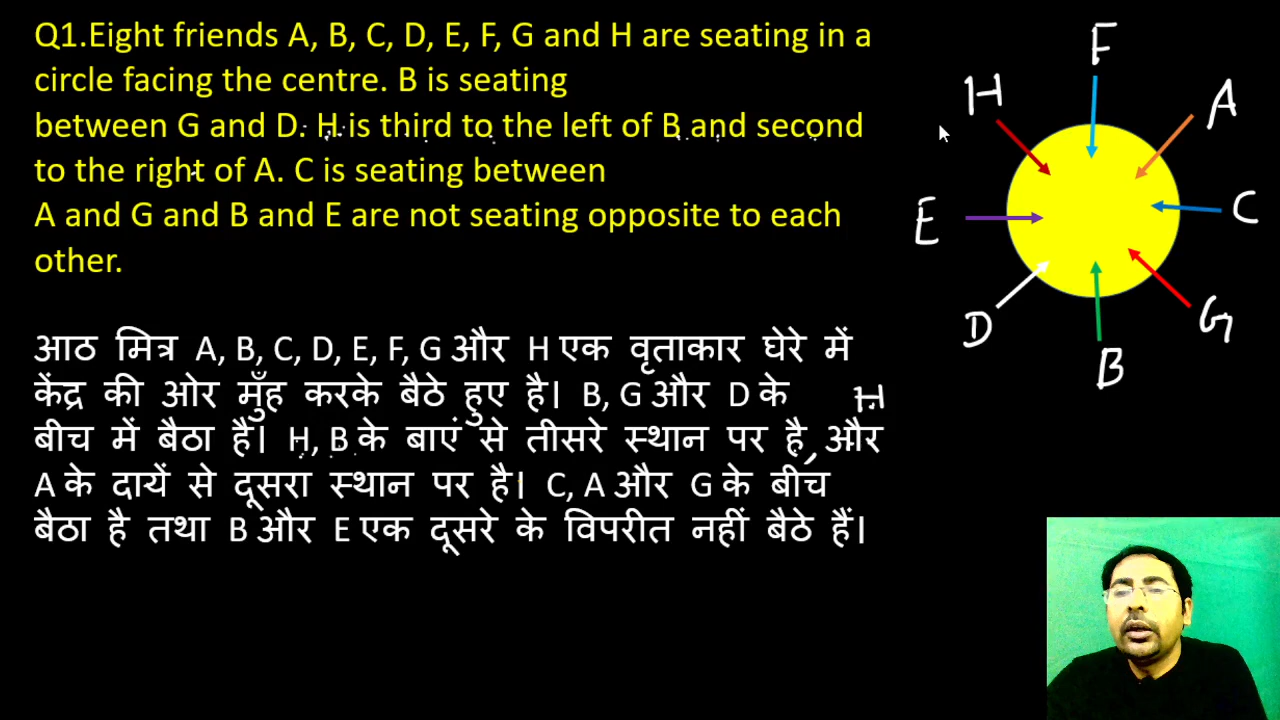 Q1.Eight friends A, B, C, D, E, F, G and H are seating in a
circle facing the centre. B is seating
between G and D. H is third to the left of B and second
to the right of A. C is seating between
A and G and B and E are not seating opposite to each
other.
आठ मित्र A, B, C, D, E, F, G और H एक वृताकार घेरे में
केंद्र की ओर मुँह करके बैठे हुए है। B, G और D के
बीच में बैठा है। H, B के बाएं से तीसरे स्थान पर है, और
H
A के दायें से दूसरा स्थान पर है। C, A और G के बीच
बैठा है तथा B और E एक दूसरे के विपरीत नहीं बैठे हैं।
F
H
A
E
C
D
G
B